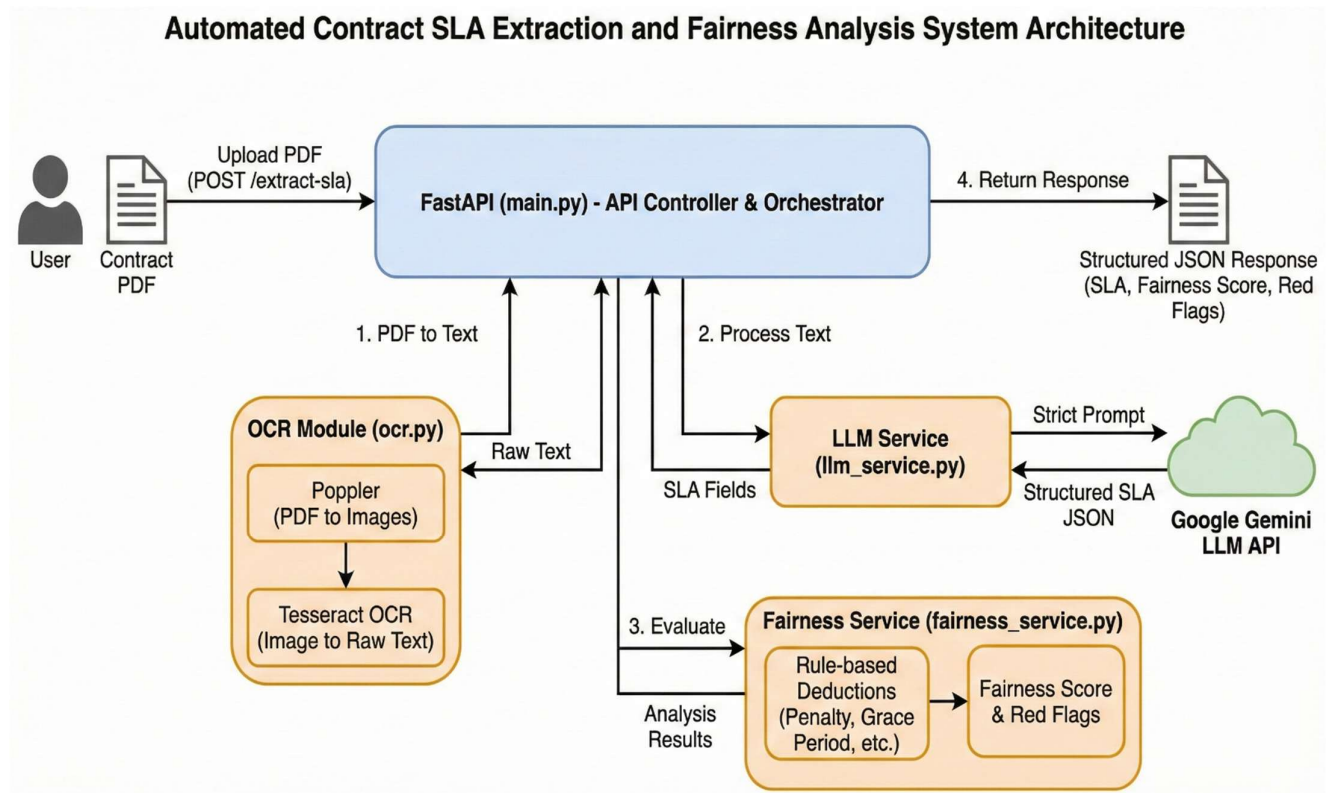 Automated Contract SLA Extraction and Fairness Analysis System Architecture
Upload PDF
(POST /extract-sla)
User
Contract
PDF
FastAPI (main.py) - API Controller & Orchestrator
4. Return Response
Structured JSON Response
(SLA, Fairness Score, Red
Flags)
1. PDF to Text
2. Process Text
OCR Module (ocr.py)
Poppler
(PDF to Images)
Tesseract OCR
(Image to Raw Text)
Raw Text
SLA Fields
LLM Service
(llm_service.py)
Strict Prompt
Structured SLA
JSON
Google Gemini
LLM API
3. Evaluate
Analysis
Results
Fairness Service (fairness_service.py)
Rule-based
Deductions
(Penalty, Grace
Period, etc.)
Fairness Score
& Red Flags